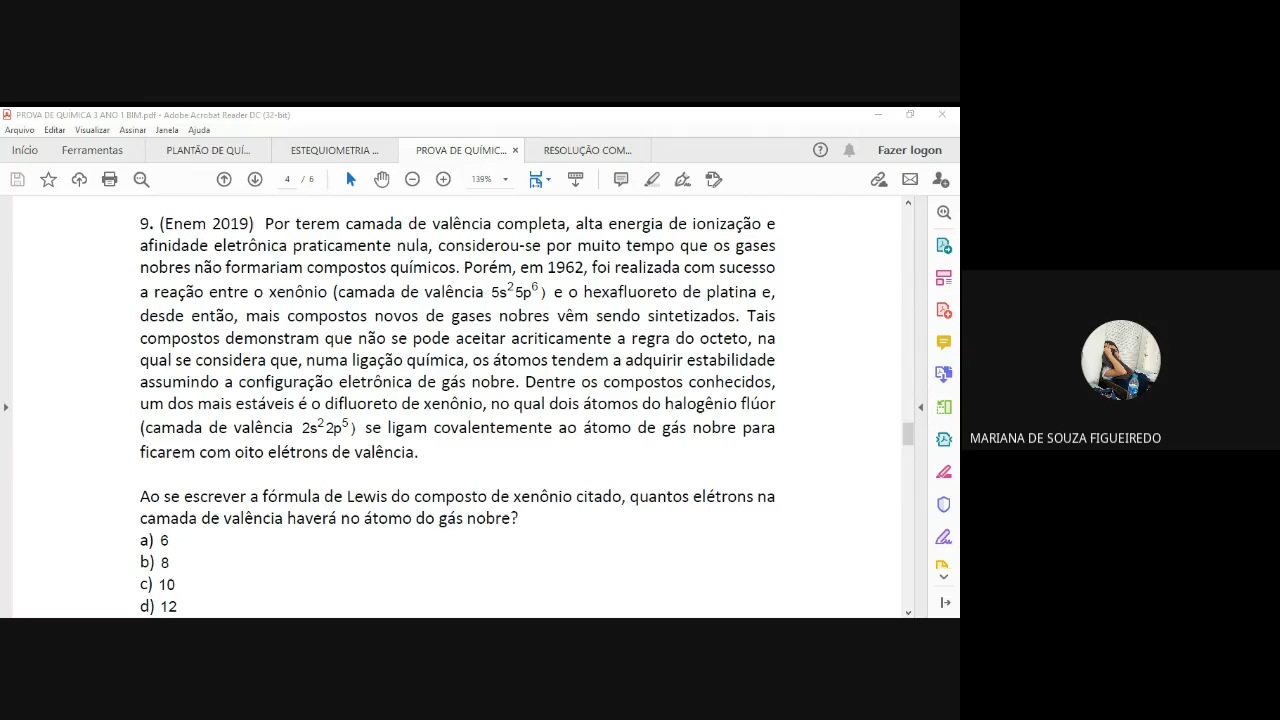 PROVA DE QUÍMICA 3 ANO 1 BIM.pdf - Adobe Acrobat Reader DC (32-bit)
Arquivo Editar Visualizar Assinar Janela Ajuda
Início Ferramentas PLANTÃO DE QUÍ... ESTEQUIOMETRIA ... PROVA DE QUÍMIC... × RESOLUÇÃO COM... Fazer logon
4 / 6 139%
9. (Enem 2019) Por terem camada de valência completa, alta energia de ionização e
afinidade eletrônica praticamente nula, considerou-se por muito tempo que os gases
nobres não formariam compostos químicos. Porém, em 1962, foi realizada com sucesso
a reação entre o xenônio (camada de valência 5s²5p⁶) e o hexafluoreto de platina e,
desde então, mais compostos novos de gases nobres vêm sendo sintetizados. Tais
compostos demonstram que não se pode aceitar acriticamente a regra do octeto, na
qual se considera que, numa ligação química, os átomos tendem a adquirir estabilidade
assumindo a configuração eletrônica de gás nobre. Dentre os compostos conhecidos,
um dos mais estáveis é o difluoreto de xenônio, no qual dois átomos do halogênio flúor
(camada de valência 2s²2p⁵) se ligam covalentemente ao átomo de gás nobre para
ficarem com oito elétrons de valência.
Ao se escrever a fórmula de Lewis do composto de xenônio citado, quantos elétrons na
camada de valência haverá no átomo do gás nobre?
a) 6
b) 8
c) 10
d) 12
MARIANA DE SOUZA FIGUEIREDO